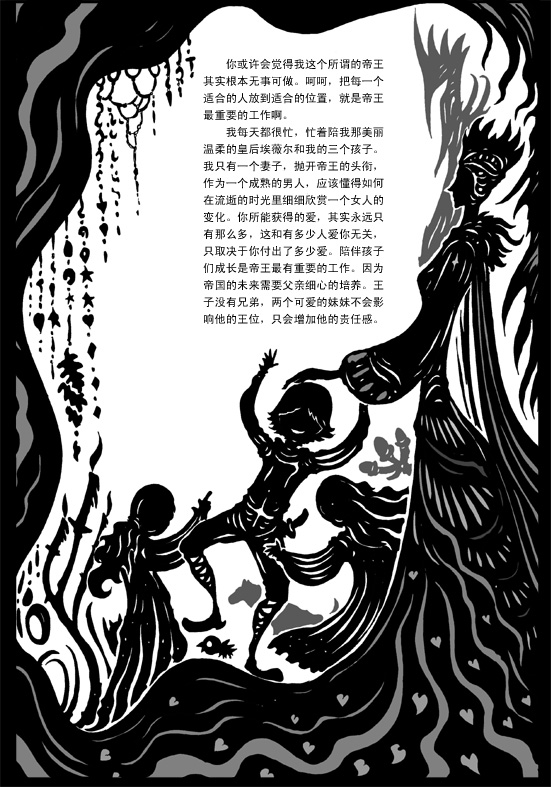 你或许会觉得我这个所谓的帝王
其实根本无事可做。呵呵，把每一个
适合的人放到适合的位置，就是帝王
最重要的工作啊。
我每天都很忙，忙着陪我那美丽
温柔的皇后埃薇尔和我的三个孩子。
我只有一个妻子，抛开帝王的头衔，
作为一个成熟的男人，应该懂得如何
在流逝的时光里细细欣赏一个女人的
变化。你所能获得的爱，其实永远只
有那么多，这和有多少人爱你无关，
只取决于你付出了多少爱。陪伴孩子
们成长是帝王最有重要的工作。因为
帝国的未来需要父亲细心的培养。王
子没有兄弟，两个可爱的妹妹不会影
响他的王位，只会增加他的责任感。